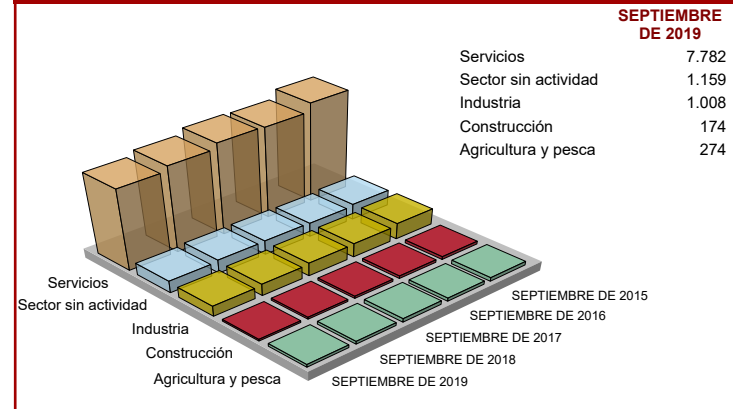 SEPTIEMBRE
DE 2019
Servicios 7.782
Sector sin actividad 1.159
Industria 1.008
Construcción 174
Agricultura y pesca 274
Servicios
Sector sin actividad
Industria
Construcción
Agricultura y pesca
SEPTIEMBRE DE 2015
SEPTIEMBRE DE 2016
SEPTIEMBRE DE 2017
SEPTIEMBRE DE 2018
SEPTIEMBRE DE 2019